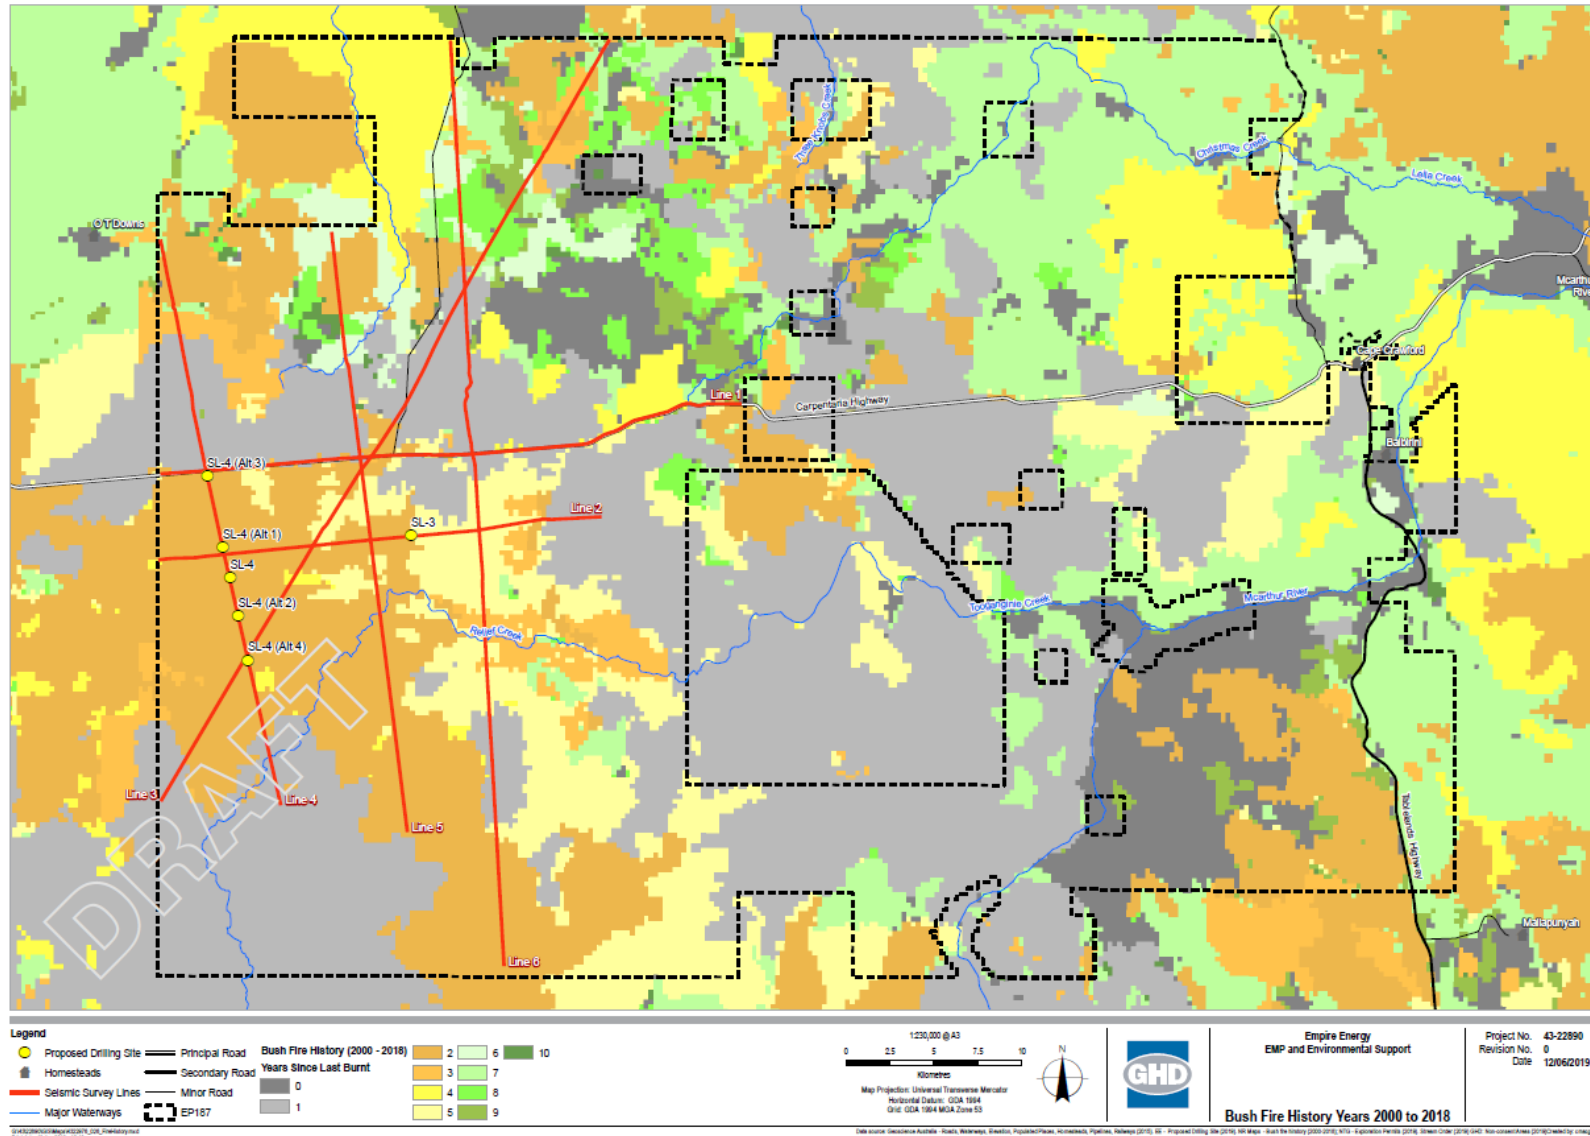 Three Knobs Creek
Christmas Creek
Leila Creek
O T Downs
Mcarthur
River
Cape Crawford
Line 1
Carpentaria Highway
Balbirini
SL-4 (Alt 3)
Line 2
SL-3
SL-4 (Alt 1)
SL-4
SL-4 (Alt 2)
Tooganginie Creek
Mcarthur River
Relief Creek
SL-4 (Alt 4)
DRAFT
Line 3
Line 4
Line 5
Tablelands Highway
Mallapunyah
Line 6
Legend
Proposed Drilling Site
Homesteads
Seismic Survey Lines
Major Waterways
Principal Road
Secondary Road
Minor Road
EP187
Bush Fire History (2000 - 2018)
Years Since Last Burnt
0
1
2
3
4
5
6
7
8
9
10
1:230,000 @ A3
0 2.5 5 7.5 10
Kilometres
Map Projection: Universal Transverse Mercator
Horizontal Datum: GDA 1994
Grid: GDA 1994 MGA Zone 53
N
GHD
Empire Energy
EMP and Environmental Support
Bush Fire History Years 2000 to 2018
Project No. 43-22890
Revision No. 0
Date 12/06/2019